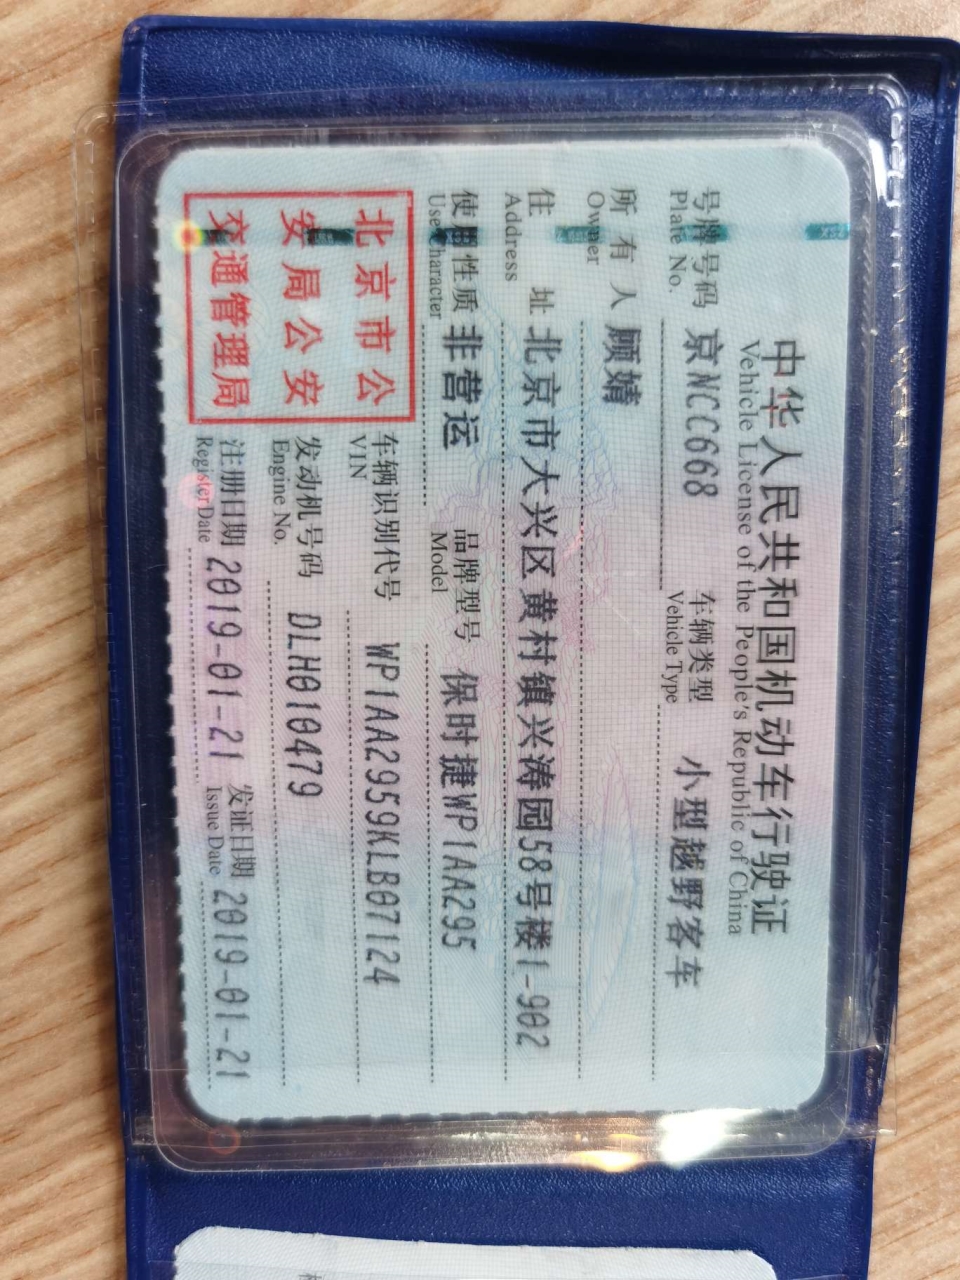 中华人民共和国机动车行驶证
Vehicle License of the People's Republic of China
号牌号码 京NCC668 车辆类型 小型越野客车
Plate No. Vehicle Type
所有人 顾婧
Owner
住址 北京市大兴区黄村镇兴涛园58号楼1-902
Address
使用性质 非营运 品牌型号 保时捷WP1AA295
Use Character Model
北京市公
安局公安
交通管理局
车辆识别代号 WP1AA2959KLB07124
VIN
发动机号码 DLH010479
Engine No.
注册日期 2019-01-21 发证日期 2019-01-21
Register Date Issue Date